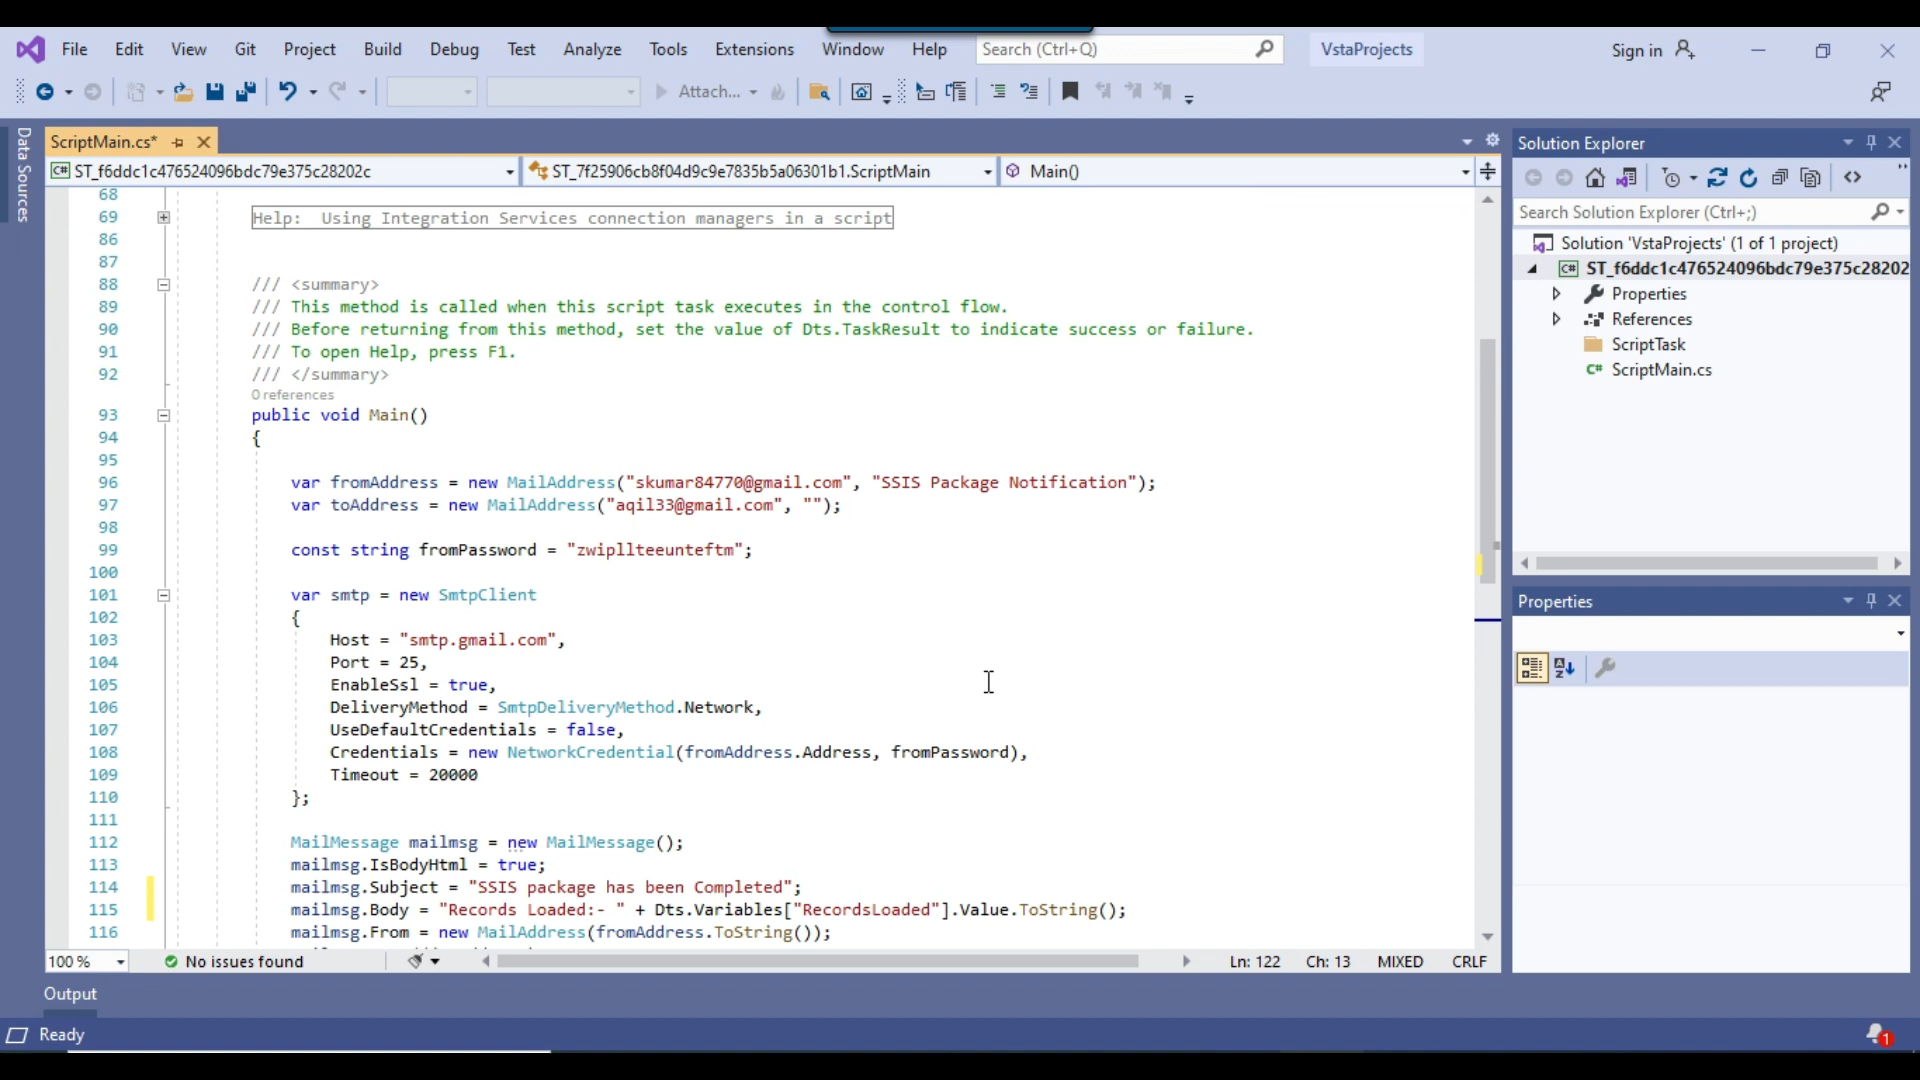 File Edit View Git Project Build Debug Test Analyze Tools Extensions Window Help Search (Ctrl+Q) VstaProjects Sign in
Attach...
Data Sources
ScriptMain.cs*
C# ST_f6ddc1c476524096bdc79e375c28202c ST_7f25906cb8f04d9c9e7835b5a06301b1.ScriptMain Main()
68
69 Help: Using Integration Services connection managers in a script
86
87
88 /// <summary>
89 /// This method is called when this script task executes in the control flow.
90 /// Before returning from this method, set the value of Dts.TaskResult to indicate success or failure.
91 /// To open Help, press F1.
92 /// </summary>
0 references
93 public void Main()
94 {
95
96 var fromAddress = new MailAddress("skumar84770@gmail.com", "SSIS Package Notification");
97 var toAddress = new MailAddress("aqil33@gmail.com", "");
98
99 const string fromPassword = "zwipllteeunteftm";
100
101 var smtp = new SmtpClient
102 {
103 Host = "smtp.gmail.com",
104 Port = 25,
105 EnableSsl = true,
106 DeliveryMethod = SmtpDeliveryMethod.Network,
107 UseDefaultCredentials = false,
108 Credentials = new NetworkCredential(fromAddress.Address, fromPassword),
109 Timeout = 20000
110 };
111
112 MailMessage mailmsg = new MailMessage();
113 mailmsg.IsBodyHtml = true;
114 mailmsg.Subject = "SSIS package has been Completed";
115 mailmsg.Body = "Records Loaded:- " + Dts.Variables["RecordsLoaded"].Value.ToString();
116 mailmsg.From = new MailAddress(fromAddress.ToString());
100 % No issues found Ln: 122 Ch: 13 MIXED CRLF
Solution Explorer
Search Solution Explorer (Ctrl+;)
Solution 'VstaProjects' (1 of 1 project)
C# ST_f6ddc1c476524096bdc79e375c28202
Properties
References
ScriptTask
C# ScriptMain.cs
Properties
Output
Ready
1